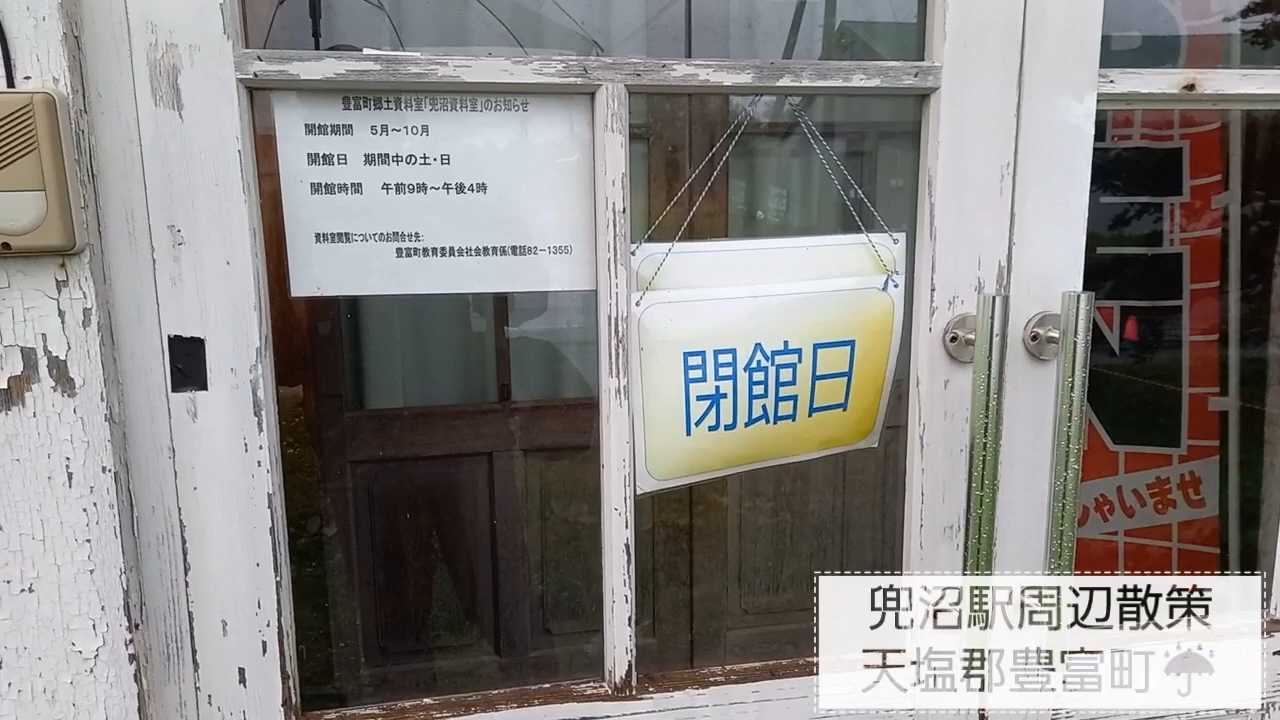 豊富町郷土資料室「兜沼資料室」のお知らせ
開館期間 5月~10月
開館日 期間中の土・日
開館時間 午前9時~午後4時
資料室閲覧についてのお問合せ先:
豊富町教育委員会社会教育係(電話82-1355)
閉館日
しゃいませ
兜沼駅周辺散策
天塩郡豊富町☔